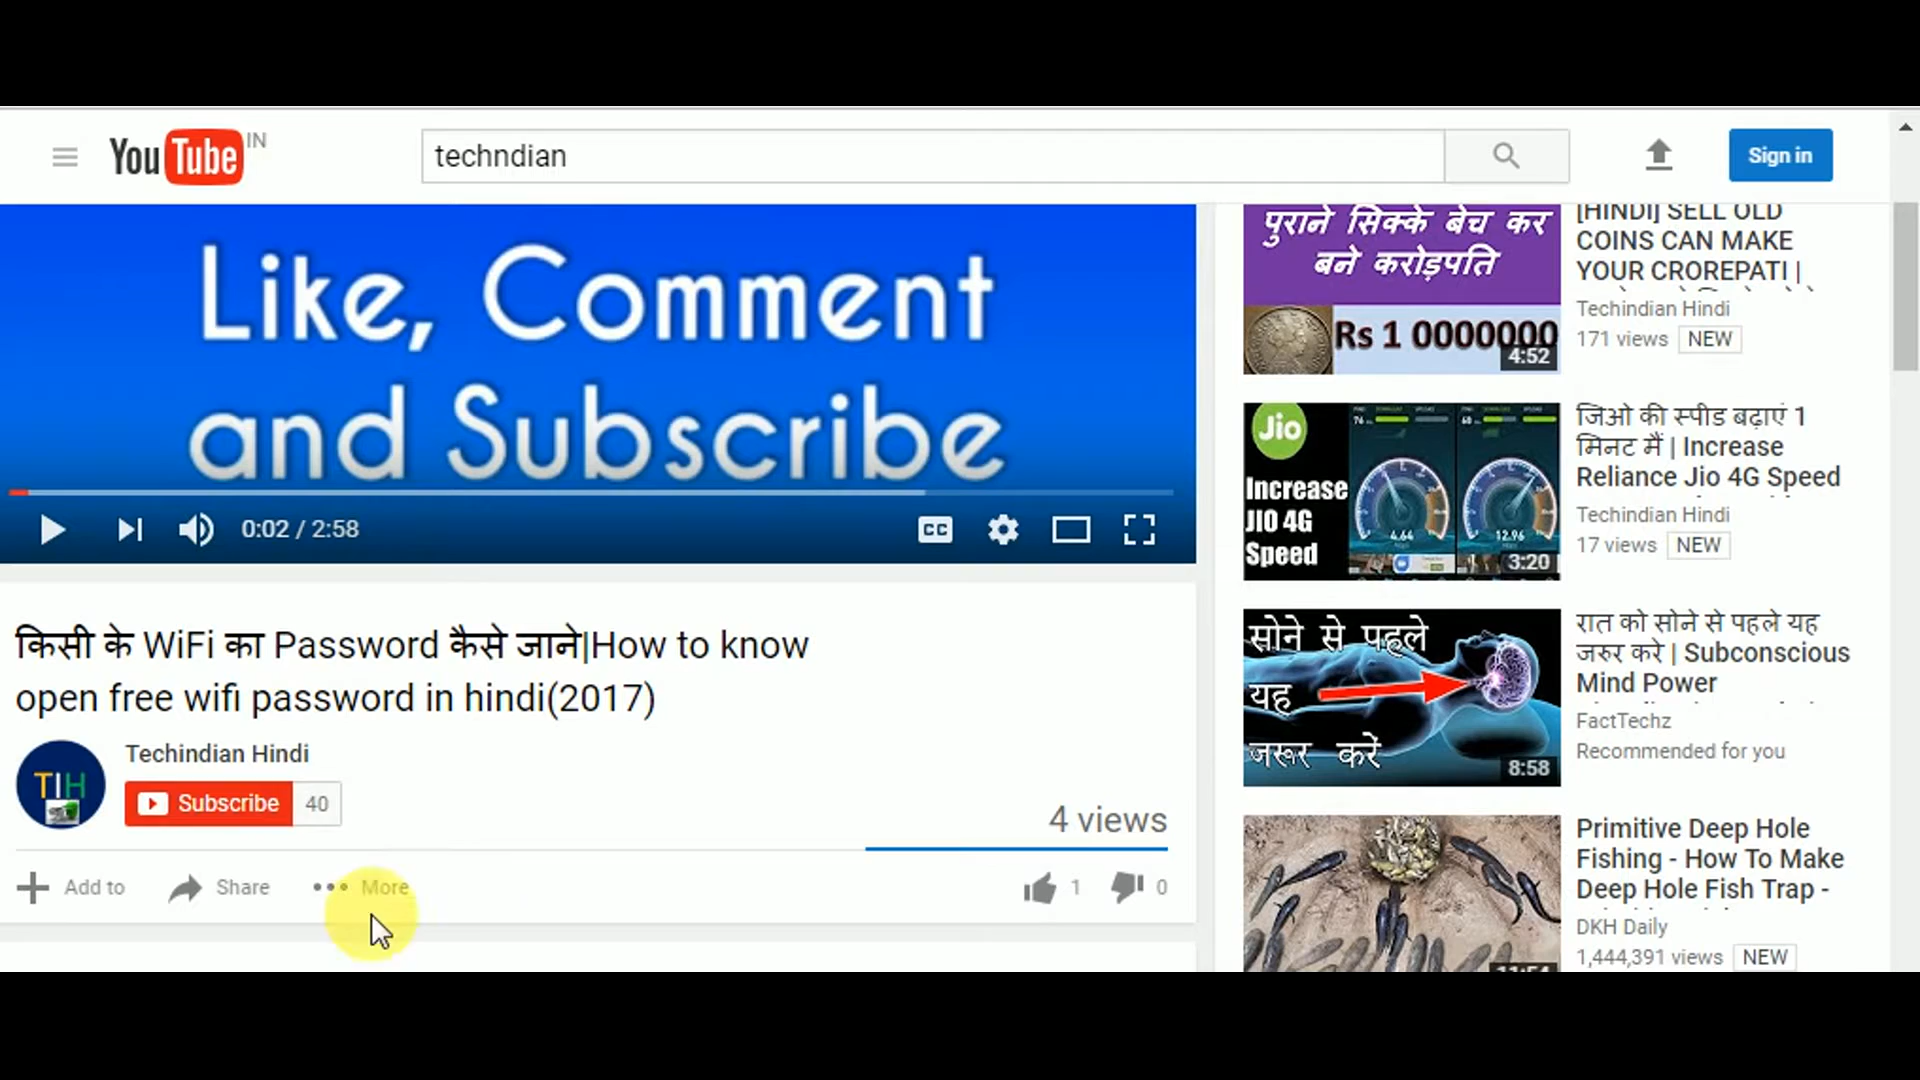 YouTube IN
techndian
Sign in
Like, Comment
and Subscribe
0:02 / 2:58
CC
किसी के WiFi का Password कैसे जाने|How to know
open free wifi password in hindi(2017)
TIH
Techindian Hindi
Subscribe 40
4 views
Add to
Share
More
1
0
पुराने सिक्के बेच कर
बने करोड़पति
Rs 1 0000000
4:52
[HINDI] SELL OLD
COINS CAN MAKE
YOUR CROREPATI |
Techindian Hindi
171 views NEW
Jio
Increase
JIO 4G
Speed
4.64
12.96
3:20
जिओ की स्पीड बढ़ाएं 1
मिनट मैं | Increase
Reliance Jio 4G Speed
Techindian Hindi
17 views NEW
सोने से पहले
यह
जरूर करें
8:58
रात को सोने से पहले यह
जरुर करे | Subconscious
Mind Power
FactTechz
Recommended for you
Primitive Deep Hole
Fishing - How To Make
Deep Hole Fish Trap -
DKH Daily
1,444,391 views NEW